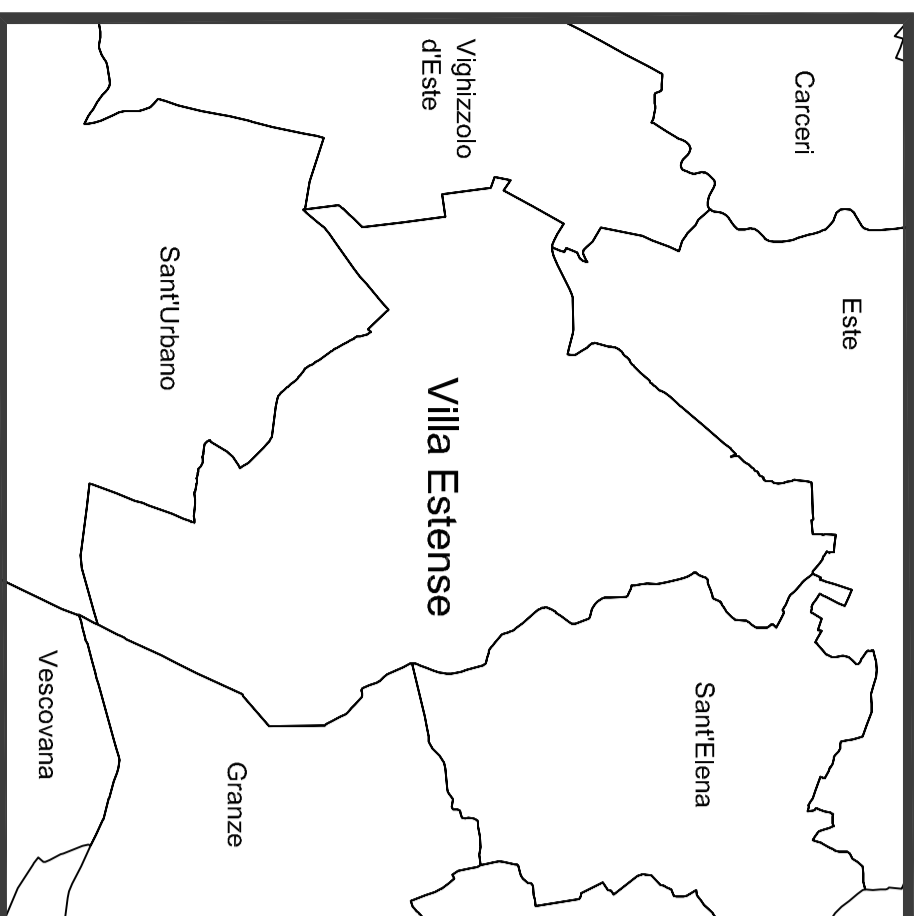 Carceri
Este
Vighizzolo
d'Este
Villa Estense
Sant'Urbano
Sant'Elena
Granze
Vescovana